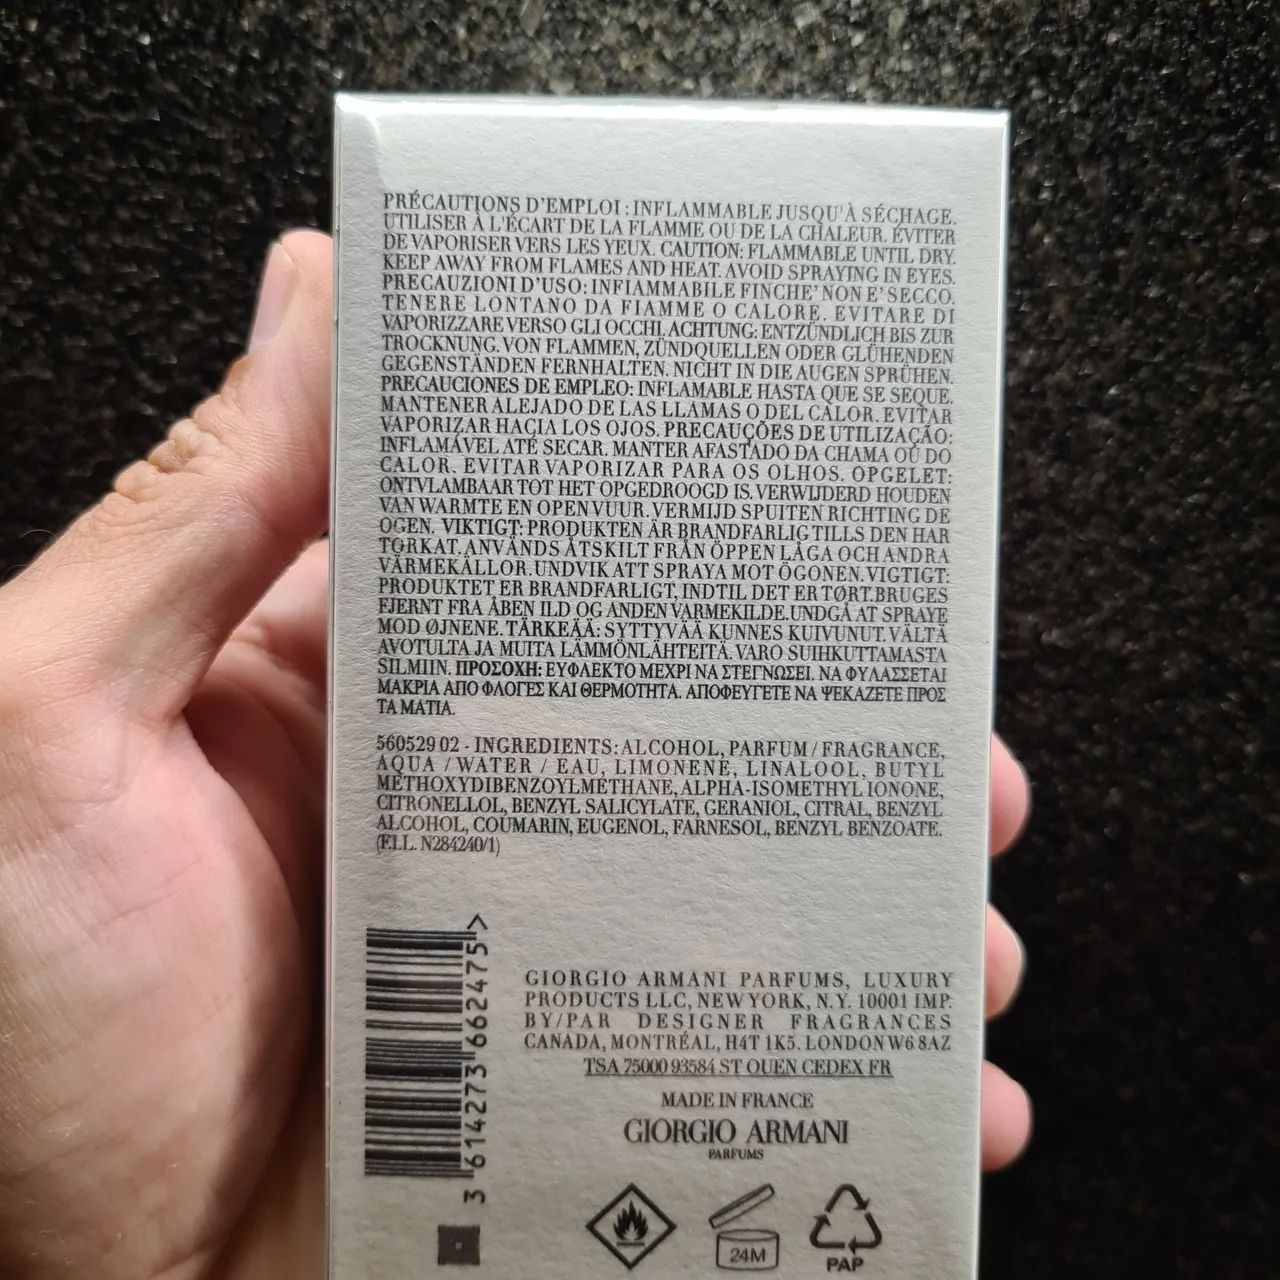 PRÉCAUTIONS D'EMPLOI : INFLAMMABLE JUSQU'À SÉCHAGE.
UTILISER À L'ÉCART DE LA FLAMME OU DE LA CHALEUR. ÉVITER
DE VAPORISER VERS LES YEUX. CAUTION: FLAMMABLE UNTIL DRY.
KEEP AWAY FROM FLAMES AND HEAT. AVOID SPRAYING IN EYES.
PRECAUZIONI D'USO: INFIAMMABILE FINCHE' NON E' SECCO.
TENERE LONTANO DA FIAMME O CALORE. EVITARE DI
VAPORIZZARE VERSO GLI OCCHI. ACHTUNG: ENTZÜNDLICH BIS ZUR
TROCKNUNG. VON FLAMMEN, ZÜNDQUELLEN ODER GLÜHENDEN
GEGENSTÄNDEN FERNHALTEN. NICHT IN DIE AUGEN SPRÜHEN.
PRECAUCIONES DE EMPLEO: INFLAMABLE HASTA QUE SE SEQUE.
MANTENER ALEJADO DE LAS LLAMAS O DEL CALOR. EVITAR
VAPORIZAR HACIA LOS OJOS. PRECAUÇÕES DE UTILIZAÇÃO:
INFLAMÁVEL ATÉ SECAR. MANTER AFASTADO DA CHAMA OU DO
CALOR. EVITAR VAPORIZAR PARA OS OLHOS. OPGELET:
ONTVLAMBAAR TOT HET OPGEDROOGD IS. VERWIJDERD HOUDEN
VAN WARMTE EN OPEN VUUR. VERMIJD SPUITEN RICHTING DE
OGEN. VIKTIGT: PRODUKTEN ÄR BRANDFARLIG TILLS DEN HAR
TORKAT. ANVÄNDS ÅTSKILT FRÅN ÖPPEN LÅGA OCH ANDRA
VÄRMEKÄLLOR. UNDVIK ATT SPRAYA MOT ÖGONEN. VIGTIGT:
PRODUKTET ER BRANDFARLIGT, INDTIL DET ER TØRT. BRUGES
FJERNT FRA ÅBEN ILD OG ANDEN VARMEKILDE. UNDGÅ AT SPRAYE
MOD ØJNENE. TÄRKEÄÄ: SYTTYVÄÄ KUNNES KUIVUNUT. VÄLTÄ
AVOTULTA JA MUITA LÄMMÖNLÄHTEITÄ. VARO SUIHKUTTAMASTA
SILMIIN. ΠΡΟΣΟΧΗ: ΕΥΦΛΕΚΤΟ ΜΕΧΡΙ ΝΑ ΣΤΕΓΝΩΣΕΙ. ΝΑ ΦΥΛΑΣΣΕΤΑΙ
ΜΑΚΡΙΑ ΑΠΟ ΦΛΟΓΕΣ ΚΑΙ ΘΕΡΜΟΤΗΤΑ. ΑΠΟΦΕΥΓΕΤΕ ΝΑ ΨΕΚΑΖΕΤΕ ΠΡΟΣ
ΤΑ ΜΑΤΙΑ.
560529 02 - INGREDIENTS: ALCOHOL, PARFUM / FRAGRANCE,
AQUA / WATER / EAU, LIMONENE, LINALOOL, BUTYL
METHOXYDIBENZOYLMETHANE, ALPHA-ISOMETHYL IONONE,
CITRONELLOL, BENZYL SALICYLATE, GERANIOL, CITRAL, BENZYL
ALCOHOL, COUMARIN, EUGENOL, FARNESOL, BENZYL BENZOATE.
(F.I.L. N284240/1)
3 614273 662475 >
GIORGIO ARMANI PARFUMS, LUXURY
PRODUCTS LLC, NEW YORK, N.Y. 10001 IMP.
BY/PAR DESIGNER FRAGRANCES
CANADA, MONTRÉAL, H4T 1K5. LONDON W6 8AZ
TSA 75000 93584 ST OUEN CEDEX FR
MADE IN FRANCE
GIORGIO ARMANI
PARFUMS
24M
PAP